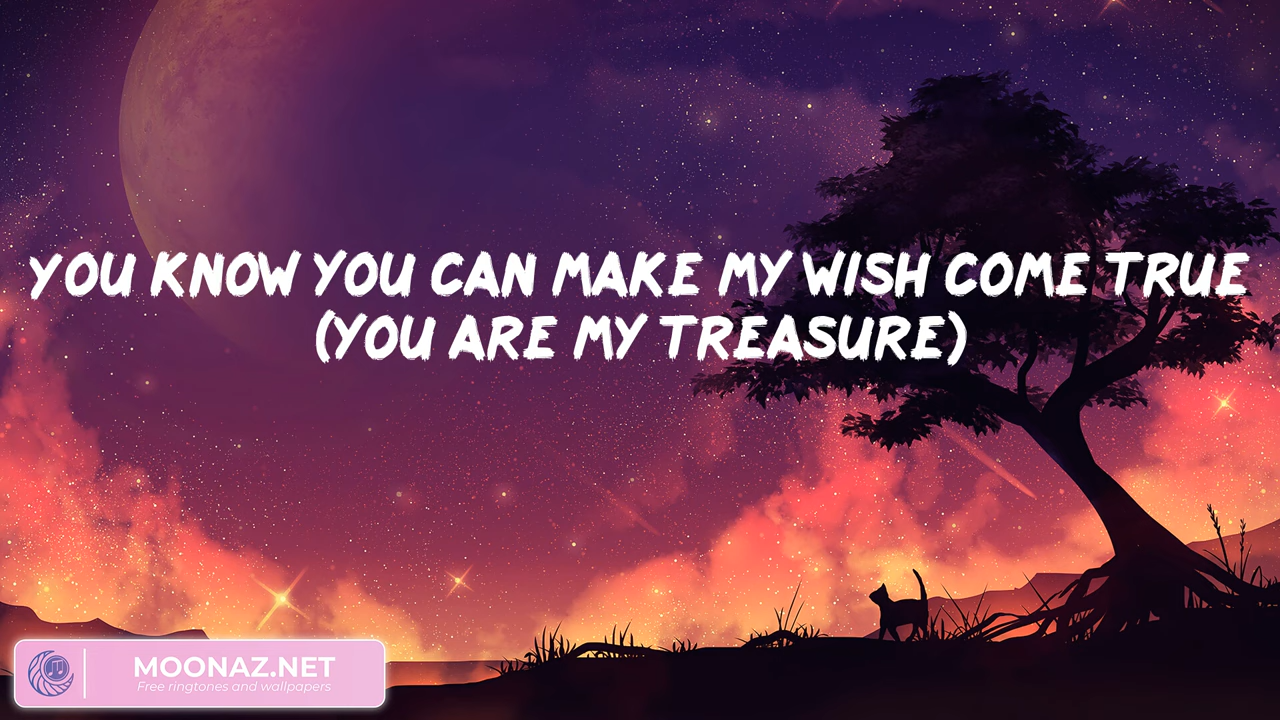 YOU KNOW YOU CAN MAKE MY WISH COME TRUE
(YOU ARE MY TREASURE)
MOONAZ.NET
Free ringtones and wallpapers